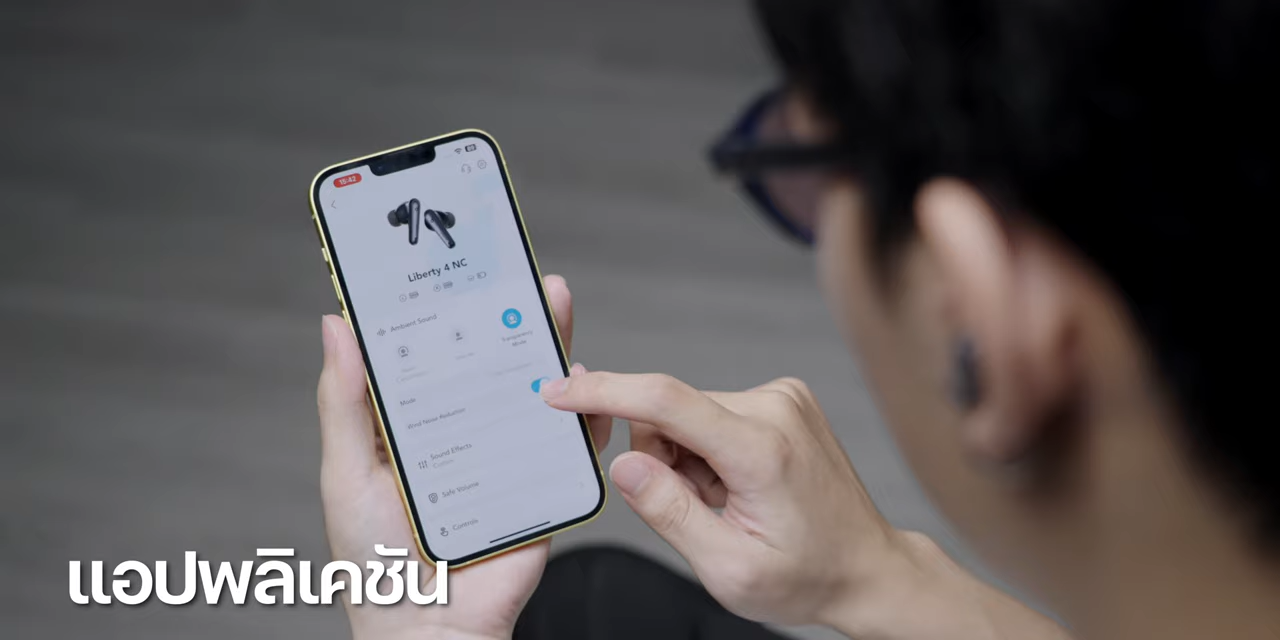 15:42
Liberty 4 NC
Ambient Sound
Transparency
Mode
Mode
Wind Noise Reduction
Sound Effects
Safe Volume
Controls
แอปพลิเคชัน